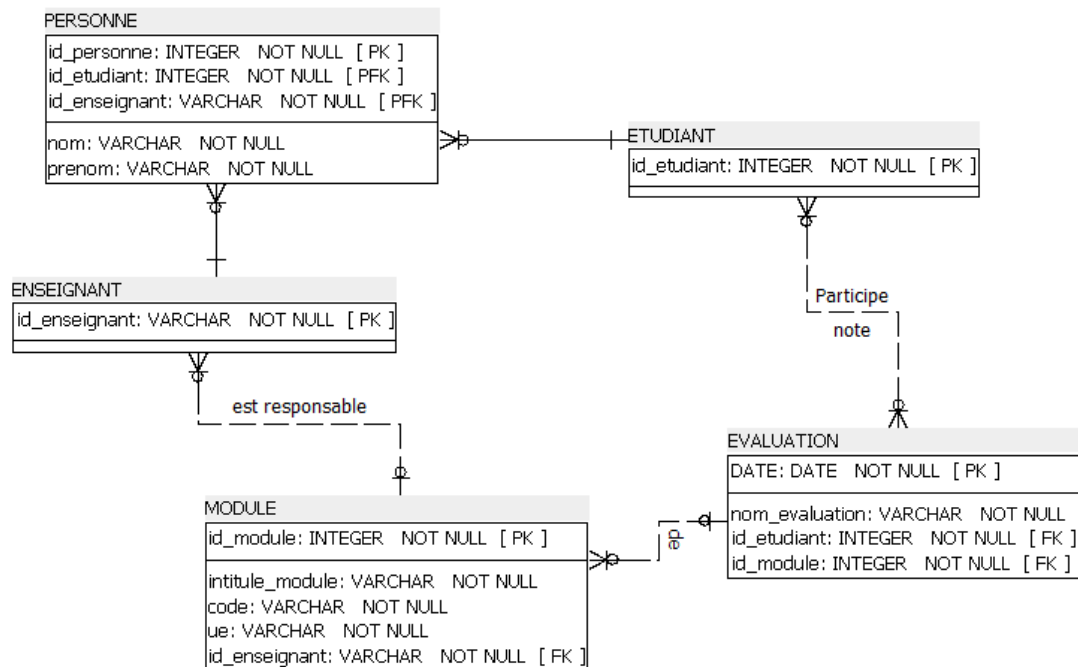 PERSONNE
id_personne: INTEGER NOT NULL [ PK ]
id_etudiant: INTEGER NOT NULL [ PFK ]
id_enseignant: VARCHAR NOT NULL [ PFK ]
nom: VARCHAR NOT NULL
prenom: VARCHAR NOT NULL
ETUDIANT
id_etudiant: INTEGER NOT NULL [ PK ]
ENSEIGNANT
id_enseignant: VARCHAR NOT NULL [ PK ]
Participe
note
est responsable
EVALUATION
DATE: DATE NOT NULL [ PK ]
nom_evaluation: VARCHAR NOT NULL
id_etudiant: INTEGER NOT NULL [ FK ]
id_module: INTEGER NOT NULL [ FK ]
de
MODULE
id_module: INTEGER NOT NULL [ PK ]
intitule_module: VARCHAR NOT NULL
code: VARCHAR NOT NULL
ue: VARCHAR NOT NULL
id_enseignant: VARCHAR NOT NULL [ FK ]